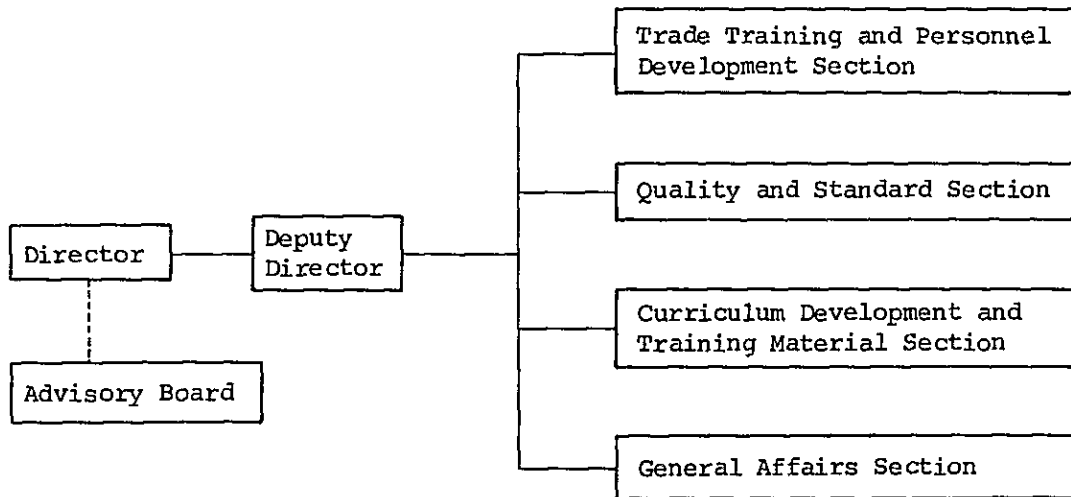 Trade Training and Personnel
Development Section
Quality and Standard Section
Deputy
Director
Director
Curriculum Development and
Training Material Section
Advisory Board
General Affairs Section